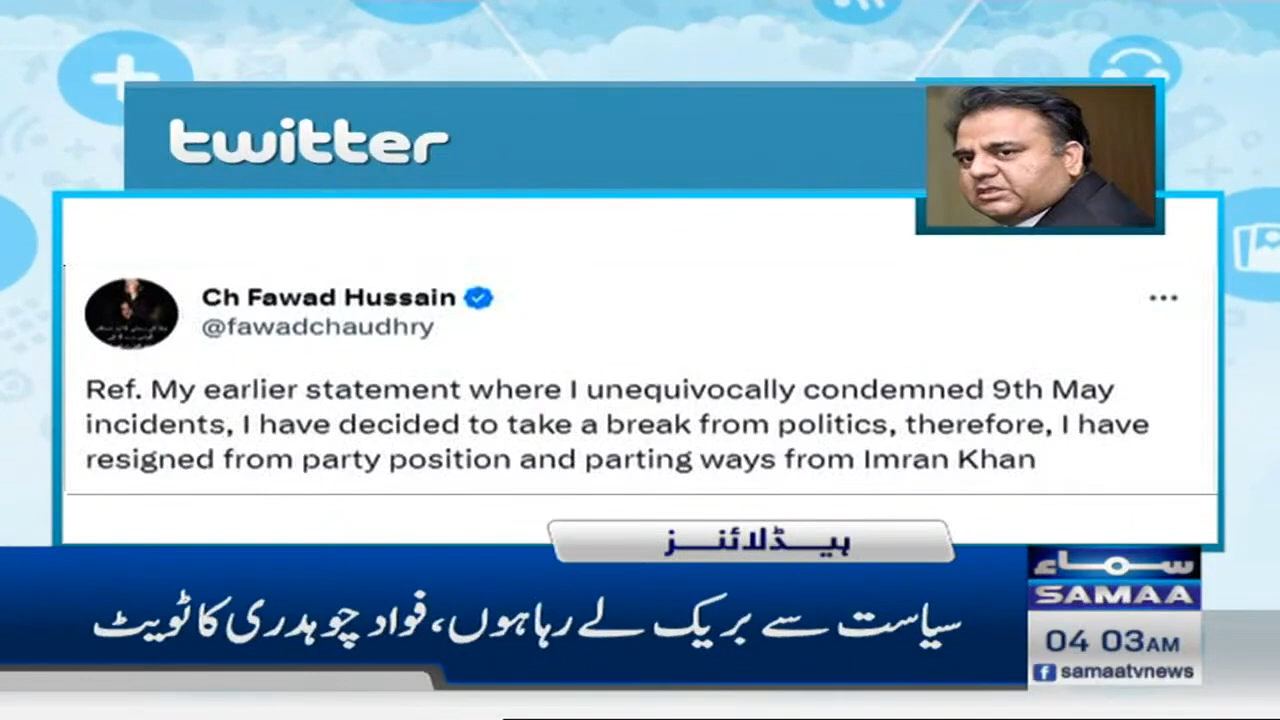 twitter
Ch Fawad Hussain
@fawadchaudhry
Ref. My earlier statement where I unequivocally condemned 9th May
incidents, I have decided to take a break from politics, therefore, I have
resigned from party position and parting ways from Imran Khan
ہیڈلائنز
سیاست سے بریک لے رہا ہوں، فواد چوہدری کا ٹویٹ
سماء
SAMAA
04 03AM
samaatvnews